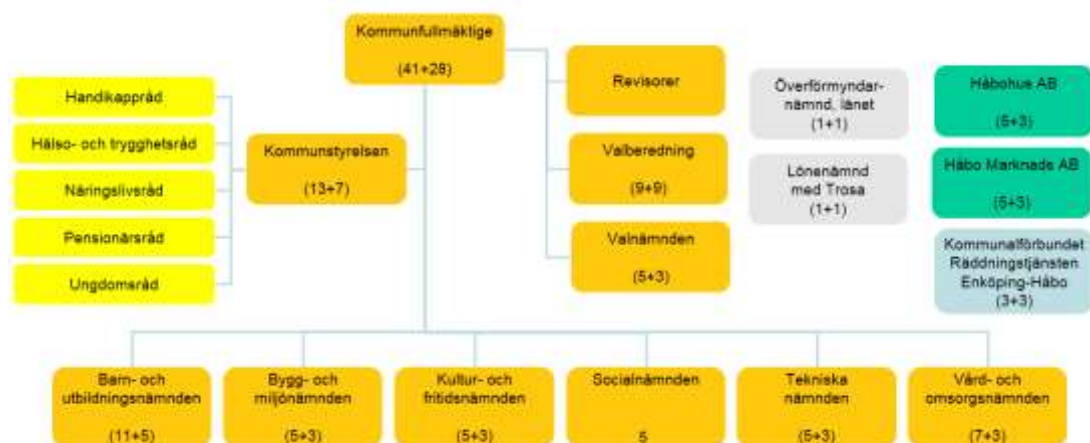 Kommunfullmäktige
(41+28)
Handikappråd
Hälso- och trygghetsråd
Näringslivsråd
Pensionärsråd
Ungdomsråd
Kommunstyrelsen
(13+7)
Revisorer
Valberedning
(9+9)
Valnämnden
(5+3)
Överförmyndar-
nämnd, länet
(1+1)
Lönenämnd
med Trosa
(1+1)
Håbohus AB
(5+3)
Håbo Marknads AB
(5+3)
Kommunalförbundet
Räddningstjänsten
Enköping-Håbo
(3+3)
Barn- och
utbildningsnämnden
(11+5)
Bygg- och
miljönämnden
(5+3)
Kultur- och
fritidsnämnden
(5+3)
Socialnämnden
5
Tekniska
nämnden
(5+3)
Vård- och
omsorgsnämnden
(7+3)